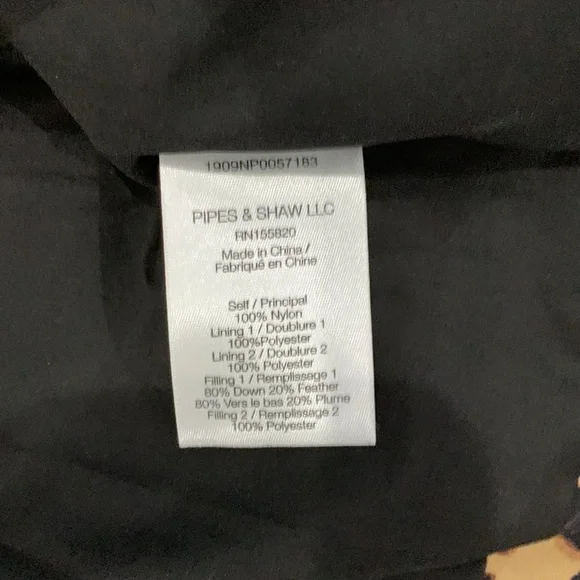 1909NP0057183
PIPES & SHAW LLC
RN155820
Made in China /
Fabriqué en Chine
Self / Principal
100% Nylon
Lining 1 / Doublure 1
100%Polyester
Lining 2 / Doublure 2
100% Polyester
Filling 1 / Remplissage 1
80% Down 20% Feather
80% Vers le bas 20% Plume
Filling 2 / Remplissage 2
100% Polyester